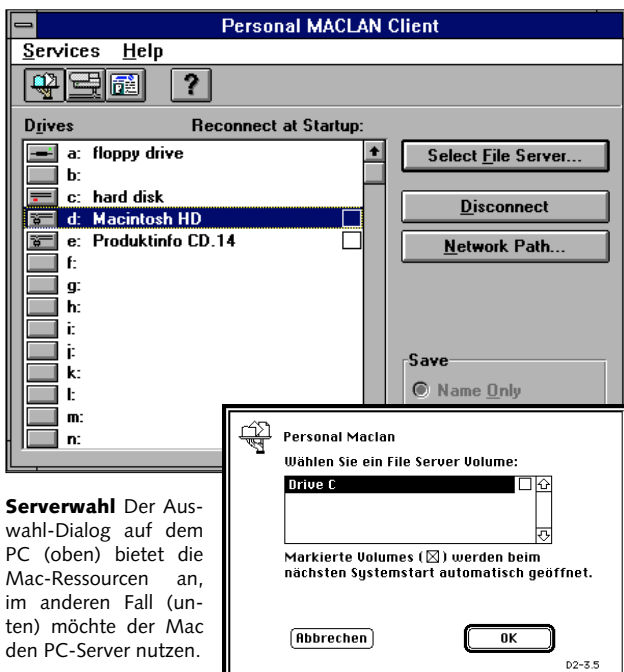 Personal MACLAN Client
Services Help
?
Drives Reconnect at Startup:
a: floppy drive
b:
c: hard disk
d: Macintosh HD
e: Produktinfo CD.14
f:
g:
h:
i:
j:
k:
l:
m:
n:
Select File Server...
Disconnect
Network Path...
Save
Name Only
Personal Maclan
Wählen Sie ein File Server Volume:
Drive C
Markierte Volumes (☒) werden beim
nächsten Systemstart automatisch geöffnet.
Abbrechen OK
D2-3.5
Serverwahl Der Aus-
wahl-Dialog auf dem
PC (oben) bietet die
Mac-Ressourcen an,
im anderen Fall (un-
ten) möchte der Mac
den PC-Server nutzen.